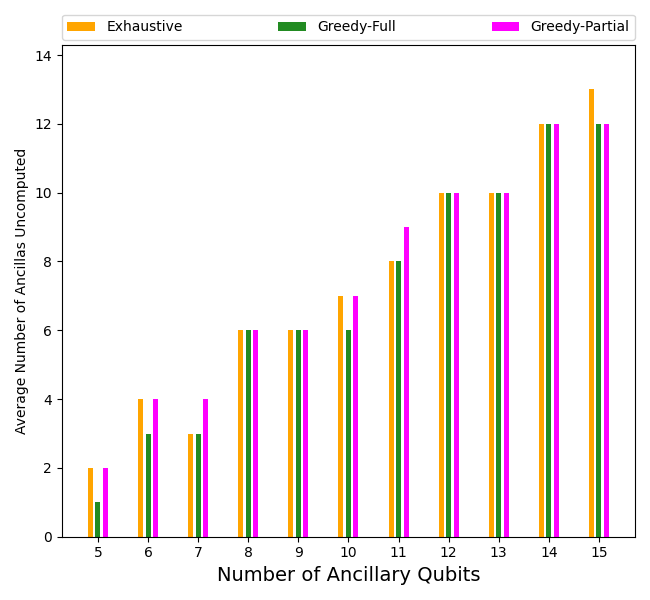 Exhaustive Greedy-Full Greedy-Partial
14
12
10
8
6
4
2
0
Average Number of Ancillas Uncomputed
5 6 7 8 9 10 11 12 13 14 15
Number of Ancillary Qubits